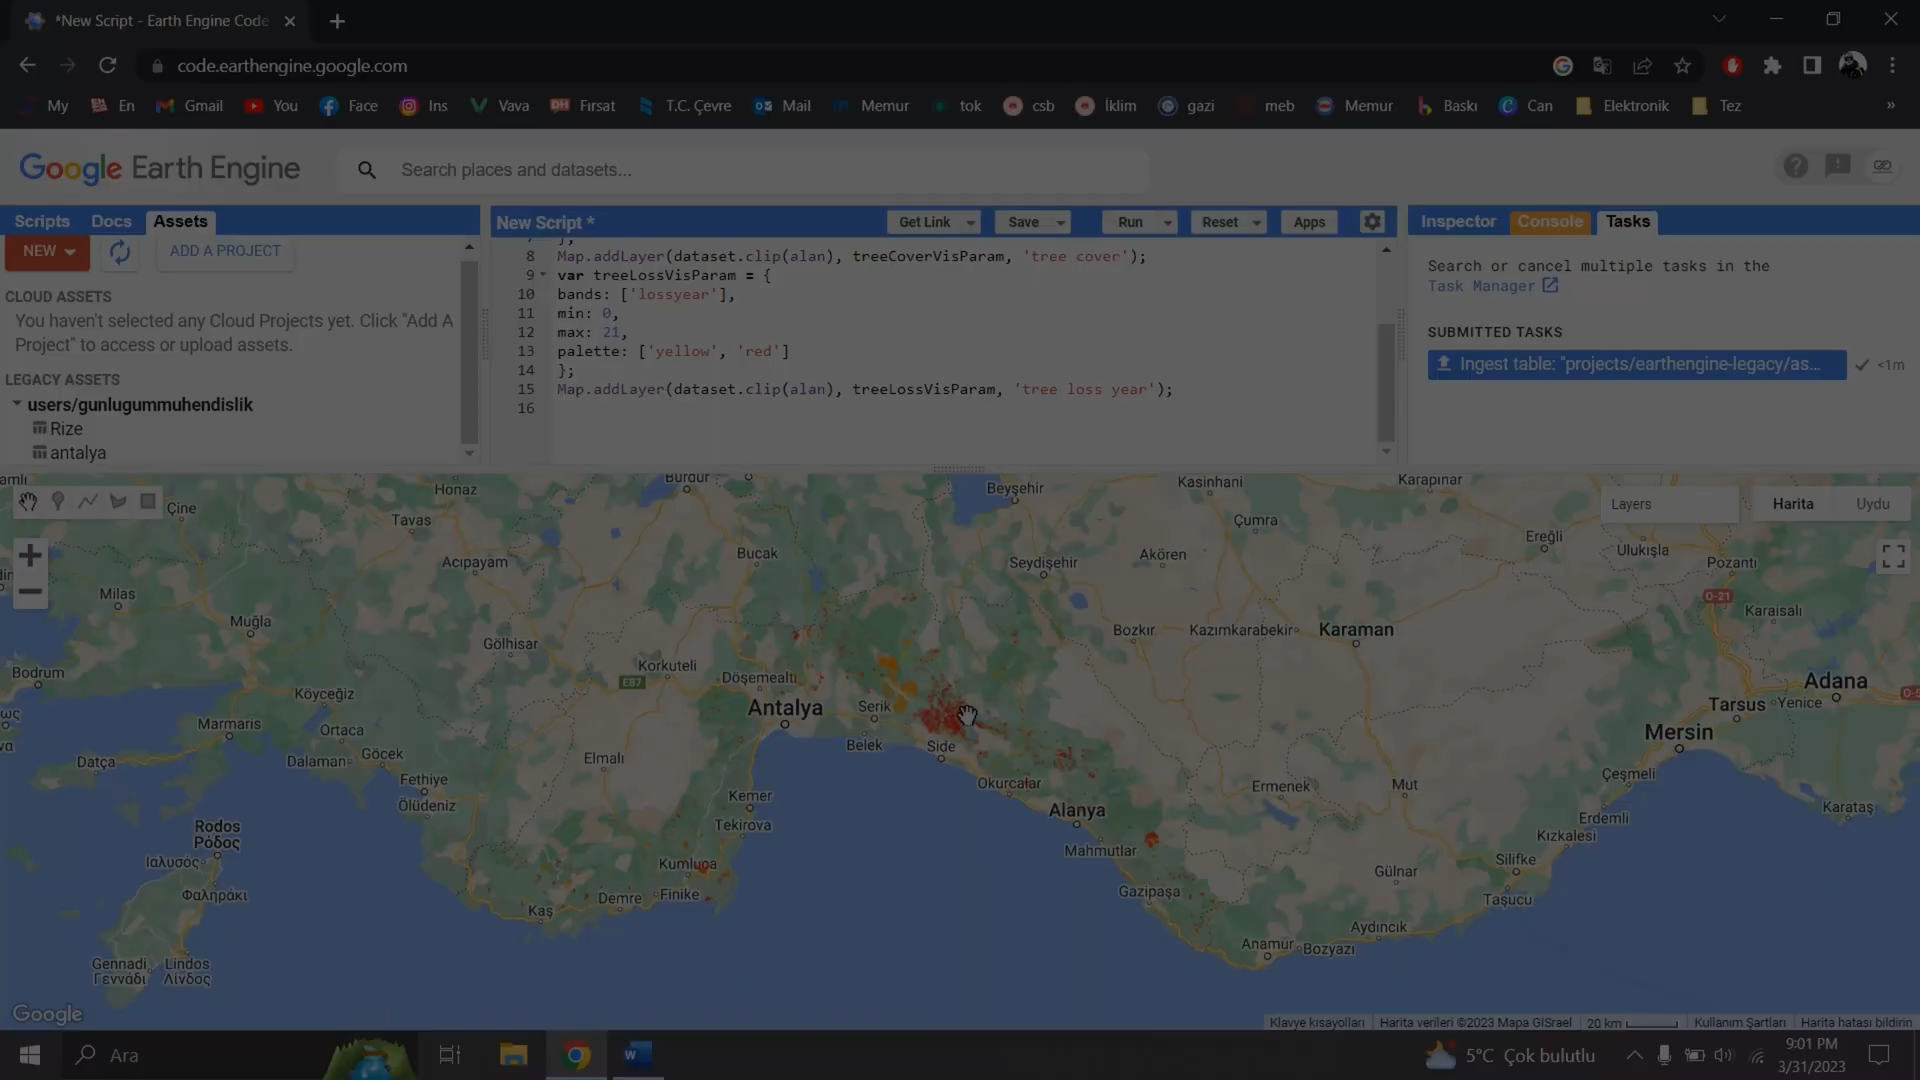 *New Script - Earth Engine Code
code.earthengine.google.com
My
En
Gmail
You
Face
Ins
Vava
DH Fırsat
T.C. Çevre
Mail
Memur
tok
csb
İklim
gazi
meb
Memur
Baskı
Can
Elektronik
Tez
»
Google Earth Engine
Search places and datasets...
Scripts Docs Assets
NEW
ADD A PROJECT
CLOUD ASSETS
You haven't selected any Cloud Projects yet. Click "Add A
Project" to access or upload assets.
LEGACY ASSETS
users/gunlugummuhendislik
Rize
antalya
New Script *
Get Link Save Run Reset Apps
8 Map.addLayer(dataset.clip(alan), treeCoverVisParam, 'tree cover');
9 var treeLossVisParam = {
10 bands: ['lossyear'],
11 min: 0,
12 max: 21,
13 palette: ['yellow', 'red']
14 };
15 Map.addLayer(dataset.clip(alan), treeLossVisParam, 'tree loss year');
16
Inspector Console Tasks
Search or cancel multiple tasks in the
Task Manager
SUBMITTED TASKS
Ingest table: "projects/earthengine-legacy/as... <1m
Layers
Harita Uydu
Honaz
Burdur
Beyşehir
Kasinhani
Karapınar
Çine
Tavas
Çumra
Ereğli
Ulukışla
Pozantı
Acıpayam
Bucak
Seydişehir
Akören
Milas
Muğla
Gölhisar
Korkuteli
Bozkır
Kazımkarabekir
Karaman
O-21
Karaisalı
Bodrum
Köyceğiz
E87
Döşemealtı
Adana
Marmaris
Ortaca
Antalya
Serik
Tarsus
Yenice
Datça
Dalaman
Göcek
Elmalı
Belek
Side
Mersin
Fethiye
Ölüdeniz
Kemer
Tekirova
Okurcalar
Alanya
Ermenek
Mut
Çeşmeli
Erdemli
Karataş
Rodos
Ρόδος
Ιαλυσός
Kumluca
Mahmutlar
Kızkalesi
Silifke
Φαληράκι
Demre
Finike
Kaş
Gazipaşa
Gülnar
Taşucu
Aydıncık
Anamur
Bozyazı
Gennadi
Γεννάδι
Lindos
Λίνδος
Google
Klavye kısayolları
Harita verileri ©2023 Mapa GISrael
20 km
Kullanım Şartları
Harita hatası bildirin
Ara
5°C Çok bulutlu
9:01 PM
3/31/2023